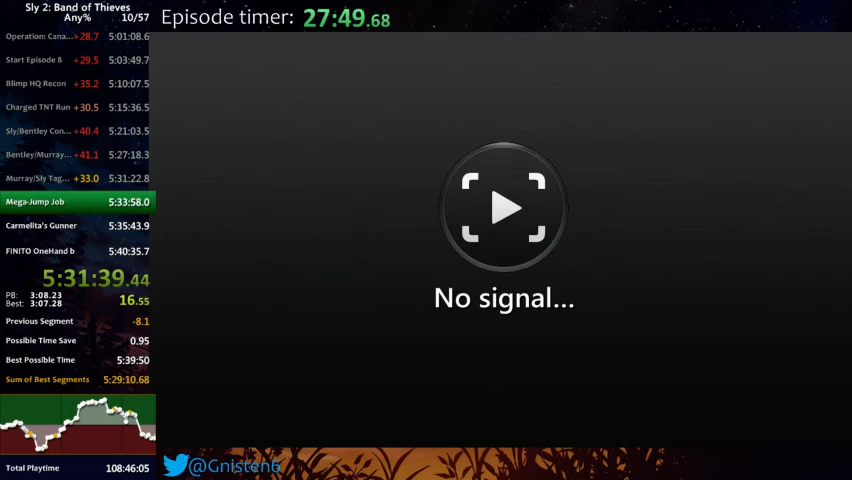 Sly 2: Band of Thieves
Any% 10/57
Episode timer: 27:49.68
Operation: Cana... +28.7 5:01:08.6
Start Episode 8 +29.5 5:03:49.7
Blimp HQ Recon +35.2 5:10:07.5
Charged TNT Run +30.5 5:15:36.5
Sly/Bentley Con... +40.4 5:21:03.5
Bentley/Murray... +41.1 5:27:18.3
Murray/Sly Tag... +33.0 5:31:22.8
Mega-Jump Job 5:33:58.0
Carmelita's Gunner 5:35:43.9
FINITO OneHand b 5:40:35.7
5:31:39.44
PB: 3:08.23
Best: 3:07.28
16.55
Previous Segment -8.1
Possible Time Save 0.95
Best Possible Time 5:39:50
Sum of Best Segments 5:29:10.68
Total Playtime 108:46:05
No signal...
@Gnisten6